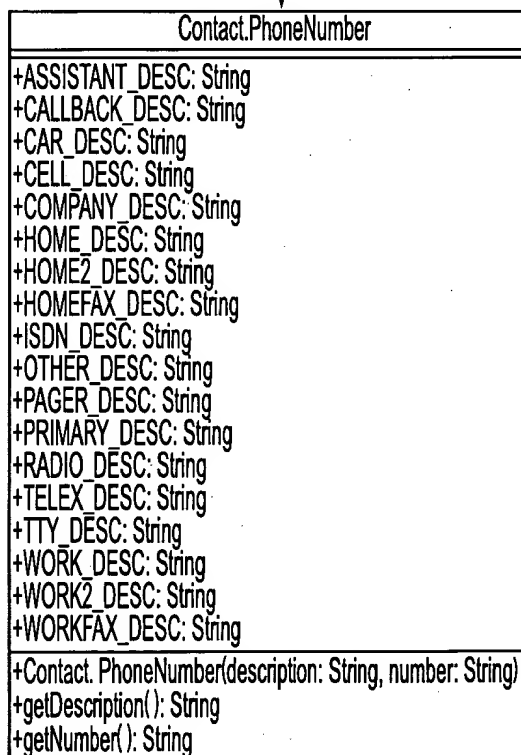 Contact.PhoneNumber
+ASSISTANT_DESC: String
+CALLBACK_DESC: String
+CAR_DESC: String
+CELL_DESC: String
+COMPANY_DESC: String
+HOME_DESC: String
+HOME2_DESC: String
+HOMEFAX_DESC: String
+ISDN_DESC: String
+OTHER_DESC: String
+PAGER_DESC: String
+PRIMARY_DESC: String
+RADIO_DESC: String
+TELEX_DESC: String
+TTY_DESC: String
+WORK_DESC: String
+WORK2_DESC: String
+WORKFAX_DESC: String
+Contact. PhoneNumber(description: String, number: String)
+getDescription( ): String
+getNumber( ): String